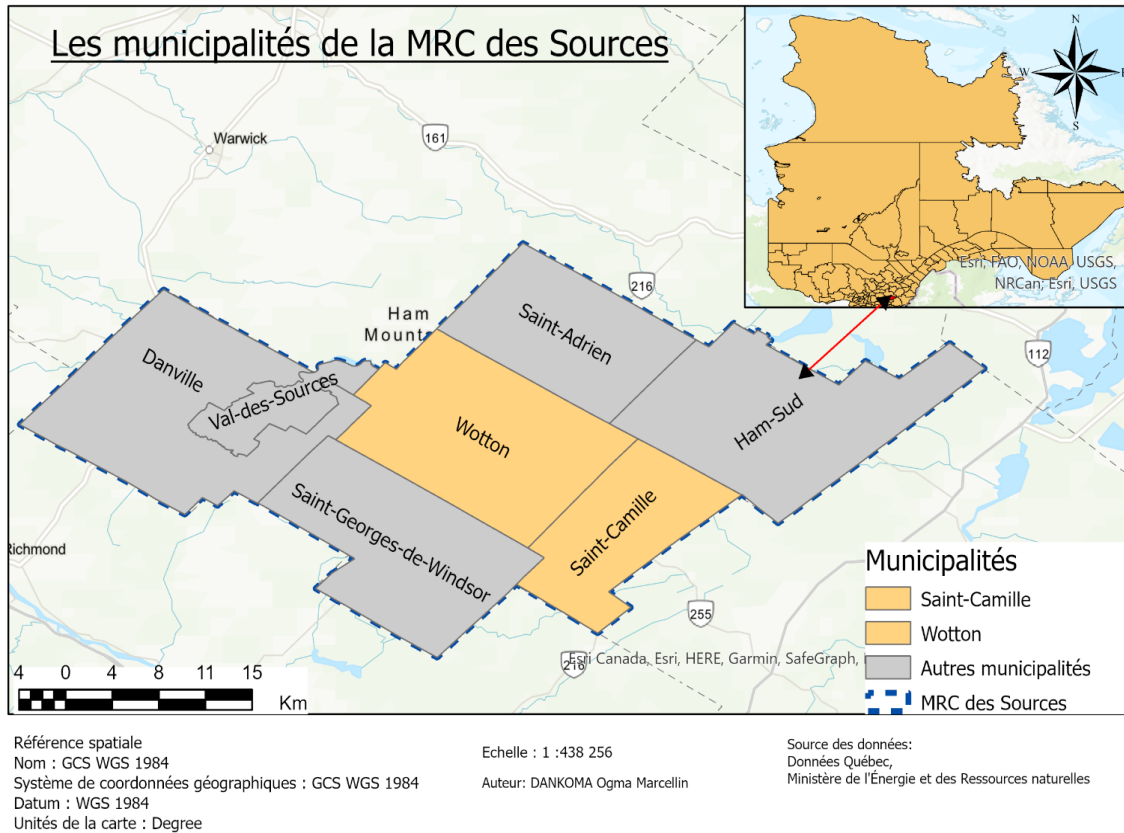 Les municipalités de la MRC des Sources
N
W
E
S
161
Warwick
Esri, FAO, NOAA, USGS,
NRCan; Esri, USGS
216
Ham
Mounts
Saint-Adrien
112
Danville
Val-des-Sources
Ham-Sud
Wotton
Saint-Georges-de-Windsor
Saint-Camille
Richmond
255
216
Esri Canada, Esri, HERE, Garmin, SafeGraph,
Municipalités
Saint-Camille
Wotton
Autres municipalités
MRC des Sources
4 0 4 8 11 15
Km
Référence spatiale
Nom : GCS WGS 1984
Système de coordonnées géographiques : GCS WGS 1984
Datum : WGS 1984
Unités de la carte : Degree
Echelle : 1 :438 256
Auteur: DANKOMA Ogma Marcellin
Source des données:
Données Québec,
Ministère de l'Énergie et des Ressources naturelles